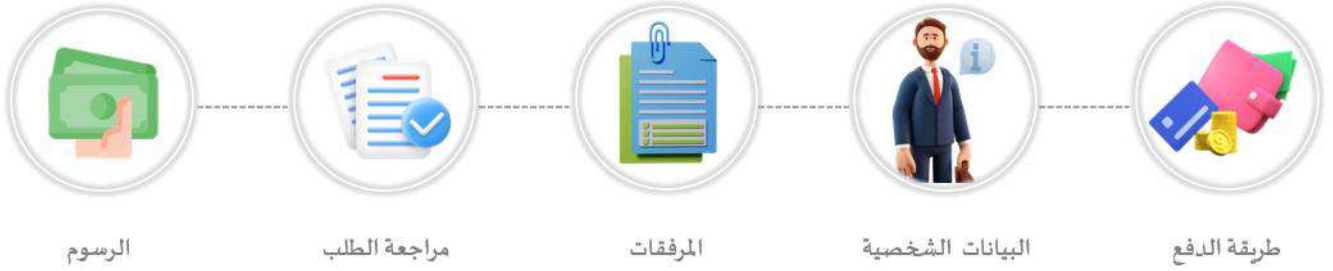 طريقة الدفع
البيانات الشخصية
المرفقات
مراجعة الطلب
الرسوم